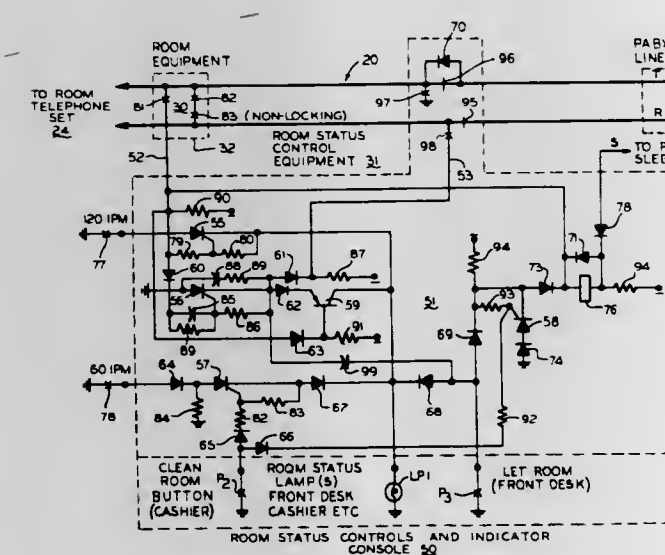 ROOM
EQUIPMENT
70
20
96
PABX
LINE
T
TO ROOM
TELEPHONE
SET
24
81
30
82
97
83 (NON-LOCKING)
95
R
ROOM STATUS
CONTROL
EQUIPMENT 31
32
98
S
52
53
TO
SLEE
90
120 IPM
55
78
77
79
80
94
71
60
88
89
61
87
73
94
56
85
62
59
51
93
76
86
58
89
91
69
63
74
60 IPM
64
57
99
78
67
68
84
83
82
92
65
66
CLEAN
ROOM
BUTTON
(CASHIER)
P2
ROOM STATUS
LAMP(S)
FRONT DESK
CASHIER ETC
LP1
P3
LET ROOM
(FRONT DESK)
ROOM STATUS CONTROLS AND INDICATOR
CONSOLE 50